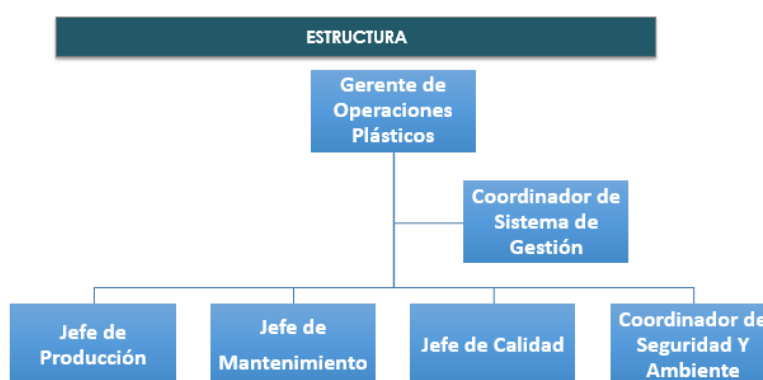 ESTRUCTURA
Gerente de
Operaciones
Plásticos
Coordinador de
Sistema de
Gestión
Jefe de
Producción
Jefe de
Mantenimiento
Jefe de Calidad
Coordinador de
Seguridad Y
Ambiente